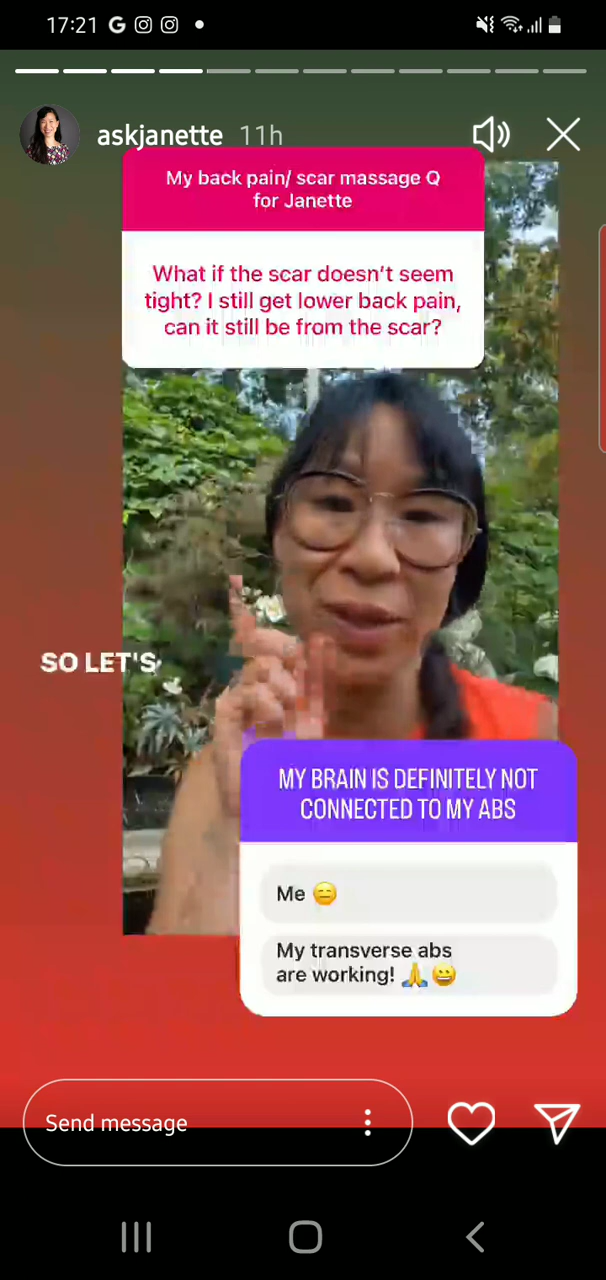 17:21 G
askjanette 11h
My back pain/ scar massage Q
for Janette
What if the scar doesn't seem
tight? I still get lower back pain,
can it still be from the scar?
SO LET'S
MY BRAIN IS DEFINITELY NOT
CONNECTED TO MY ABS
Me 😑
My transverse abs
are working! 🙏😀
Send message